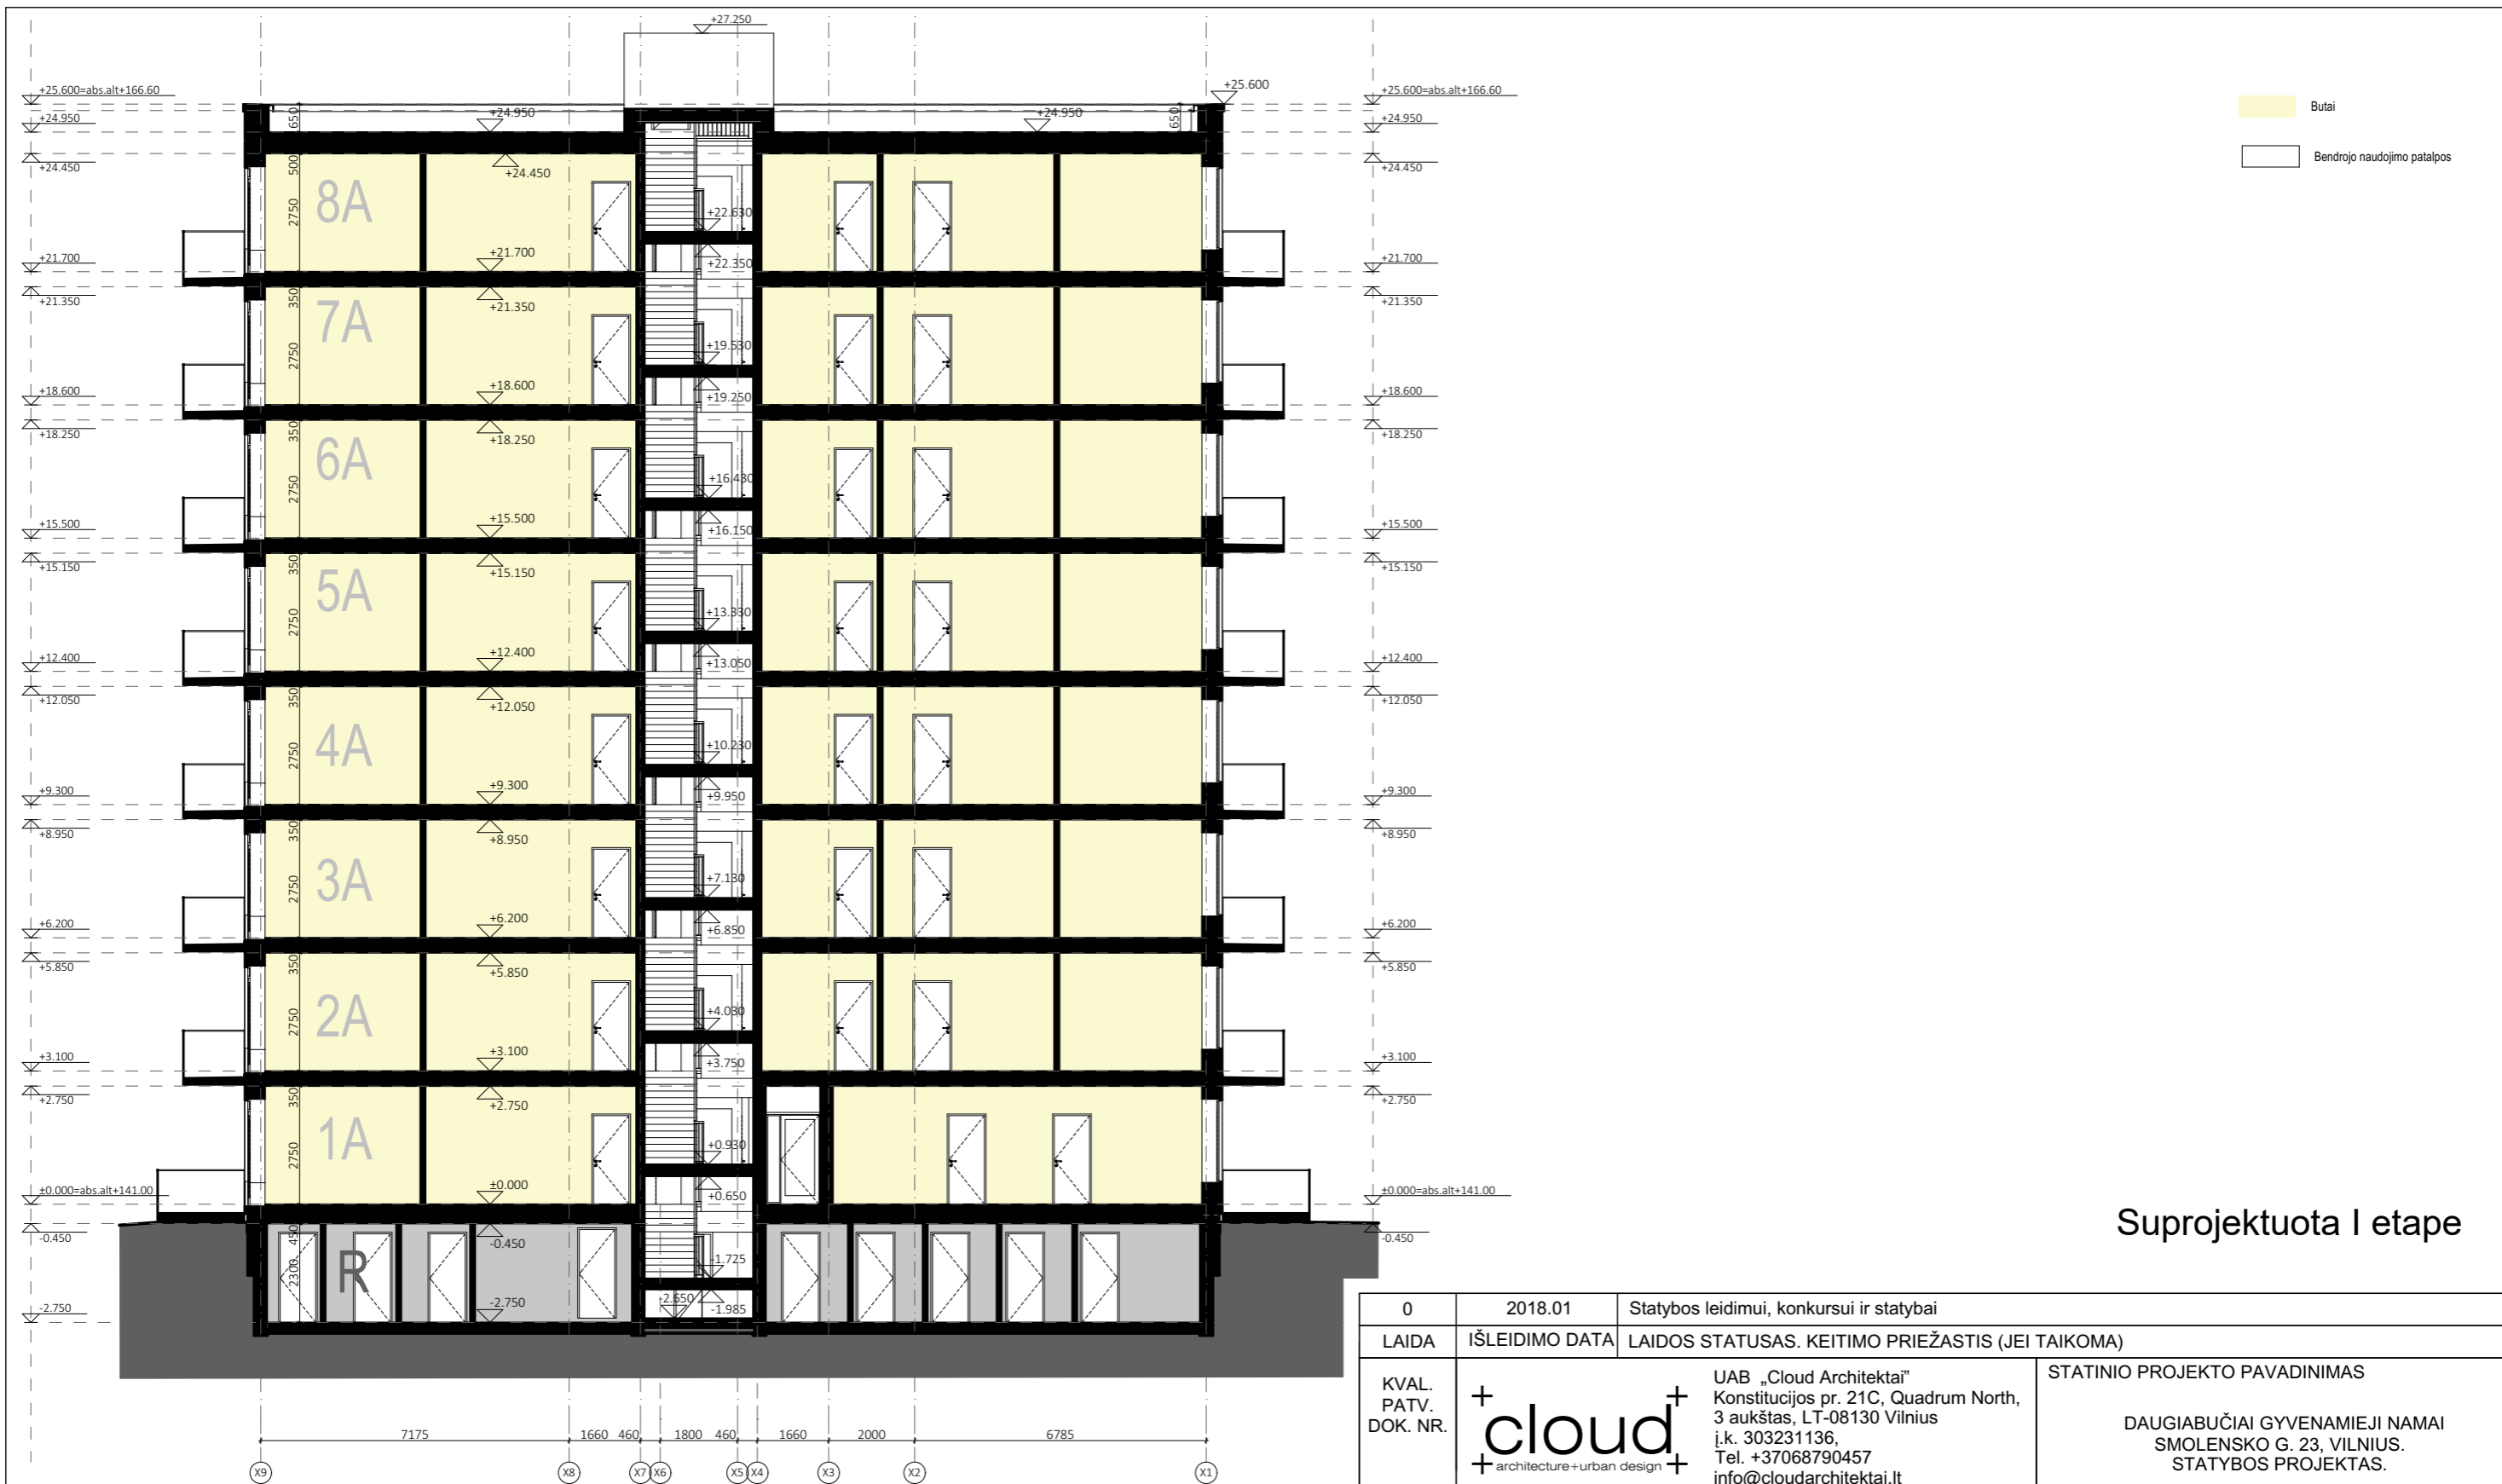 +27.250
+25.600=abs.alt+166.60
+25.600
+25.600=abs.alt+166.60
+24.950
650
+24.950
+24.950
650
+24.950
+24.450
500
+24.450
+24.450
8A
2750
+22.630
+21.700
+21.700
+22.350
+21.700
+21.350
350
+21.350
+21.350
7A
2750
+19.530
+18.600
+18.600
+19.250
+18.600
+18.250
350
+18.250
+18.250
6A
2750
+16.430
+15.500
+15.500
+16.150
+15.500
+15.150
350
+15.150
+15.150
5A
2750
+13.330
+12.400
+12.400
+13.050
+12.400
+12.050
350
+12.050
+12.050
4A
2750
+10.230
+9.300
+9.300
+9.950
+9.300
+8.950
350
+8.950
+8.950
3A
2750
+7.130
+6.200
+6.200
+6.850
+6.200
+5.850
350
+5.850
+5.850
2A
2750
+4.030
+3.100
+3.100
+3.750
+3.100
+2.750
350
+2.750
+2.750
1A
2750
+0.930
±0.000=abs.alt+141.00
±0.000
+0.650
±0.000=abs.alt+141.00
-0.450
450
-0.450
-0.450
R
2300
-1.725
-2.750
-2.750
-2.650
-1.985
7175
1660
460
1800
460
1660
2000
6785
X9
X8
X7
X6
X5
X4
X3
X2
X1
Butai
Bendrojo naudojimo patalpos
Suprojektuota I etape
0
2018.01
Statybos leidimui, konkursui ir statybai
LAIDA
IŠLEIDIMO DATA
LAIDOS STATUSAS. KEITIMO PRIEŽASTIS (JEI TAIKOMA)
KVAL.
PATV.
DOK. NR.
cloud
architecture+urban design
UAB „Cloud Architektai"
Konstitucijos pr. 21C, Quadrum North,
3 aukštas, LT-08130 Vilnius
į.k. 303231136,
Tel. +37068790457
info@cloudarchitektai.lt
STATINIO PROJEKTO PAVADINIMAS
DAUGIABUČIAI GYVENAMIEJI NAMAI
SMOLENSKO G. 23, VILNIUS.
STATYBOS PROJEKTAS.